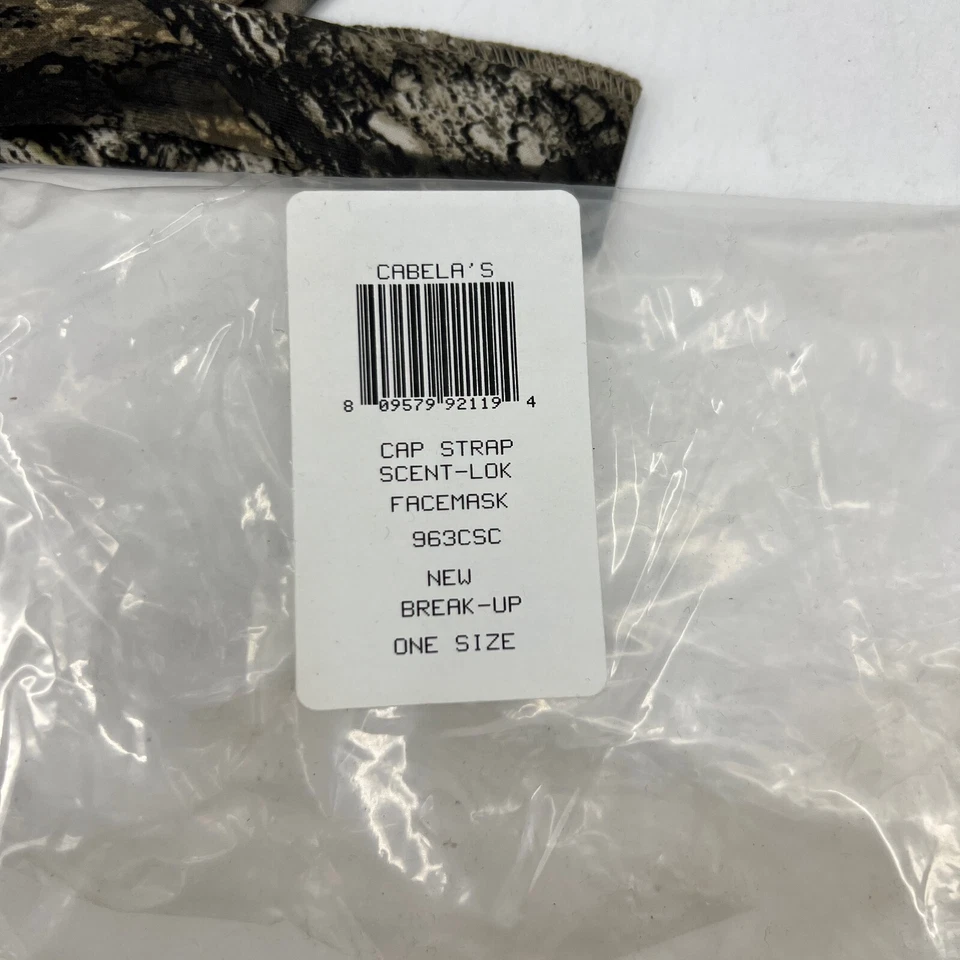 CABELA'S
8 09579 92119 4
CAP STRAP
SCENT-LOK
FACEMASK
963CSC
NEW
BREAK-UP
ONE SIZE